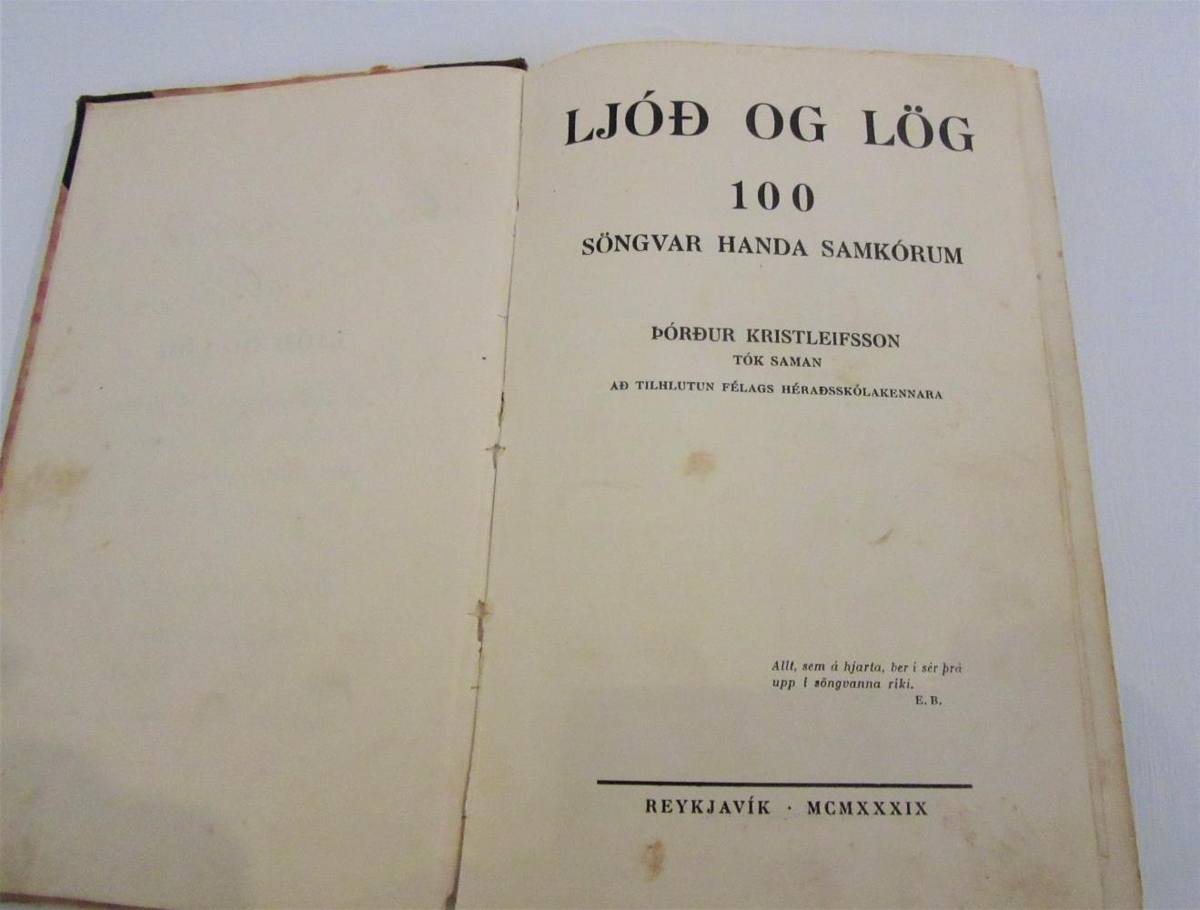 LJÓÐ OG LÖG
100
SÖNGVAR HANDA SAMKÓRUM
ÞÓRÐUR KRISTLEIFSSON
TÓK SAMAN
AÐ TILHLUTUN FÉLAGS HÉRAÐSSKÓLAKENNARA
Allt, sem á hjarta, ber í sér þrá
upp í söngvanna ríki.
E. B.
REYKJAVÍK · MCMXXXIX